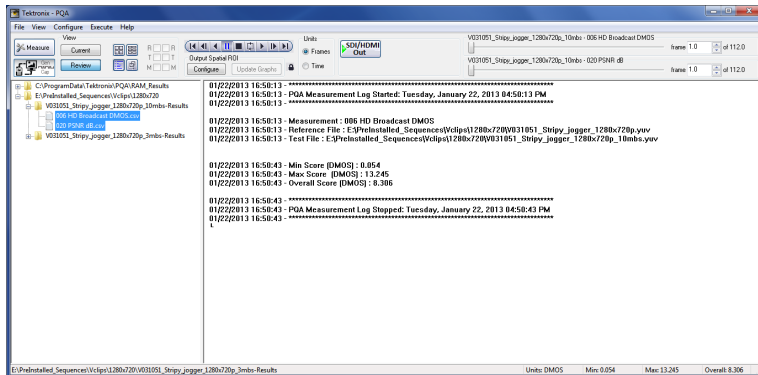 Tektronix - PQA
File View Configure Execute Help
View
Measure
Current
Review
Gen
Cap
R R
T T
M M
Output Spatial ROI
Configure Update Graphs
Units
Frames
Time
SDI/HDMI
Out
V031051_Stripy_jogger_1280x720p_10mbs - 006 HD Broadcast DMOS
frame 1.0 of 112.0
V031051_Stripy_jogger_1280x720p_10mbs - 020 PSNR dB
frame 1.0 of 112.0
C:\ProgramData\Tektronix\PQA\RAM_Results
E:\PreInstalled_Sequences\Vclips\1280x720
V031051_Stripy_jogger_1280x720p_10mbs-Results
006 HD Broadcast DMOS.csv
020 PSNR dB.csv
V031051_Stripy_jogger_1280x720p_3mbs-Results
01/22/2013 16:50:13 - ******************************************************************************************
01/22/2013 16:50:13 - PQA Measurement Log Started: Tuesday, January 22, 2013 04:50:13 PM
01/22/2013 16:50:13 - ******************************************************************************************
01/22/2013 16:50:13 - Measurement : 006 HD Broadcast DMOS
01/22/2013 16:50:13 - Reference File : E:\PreInstalled_Sequences\Vclips\1280x720\V031051_Stripy_jogger_1280x720p.yuv
01/22/2013 16:50:13 - Test File : E:\PreInstalled_Sequences\Vclips\1280x720\V031051_Stripy_jogger_1280x720p_10mbs.yuv
01/22/2013 16:50:43 - Min Score (DMOS) : 0.054
01/22/2013 16:50:43 - Max Score (DMOS) : 13.245
01/22/2013 16:50:43 - Overall Score (DMOS) : 8.306
01/22/2013 16:50:43 - ******************************************************************************************
01/22/2013 16:50:43 - PQA Measurement Log Stopped: Tuesday, January 22, 2013 04:50:43 PM
01/22/2013 16:50:43 - ******************************************************************************************
E:\PreInstalled_Sequences\Vclips\1280x720\V031051_Stripy_jogger_1280x720p_3mbs-Results
Units: DMOS Min: 0.054 Max: 13.245 Overall: 8.306